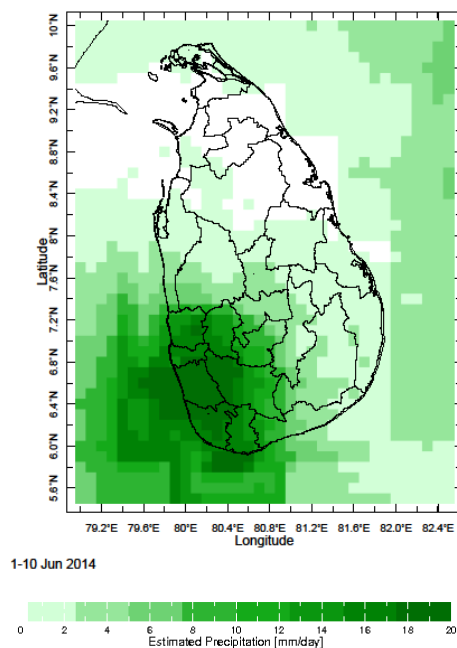 10°N
9.6°N
9.2°N
8.8°N
8.4°N
8°N
7.6°N
7.2°N
6.8°N
6.4°N
6.0°N
5.6°N
Latitude
Latitude
79.2°E 79.6°E 80°E 80.4°E 80.8°E 81.2°E 81.6°E 82.0°E 82.4°E
Longitude
1-10 Jun 2014
0 2 4 6 8 10 12 14 16 18 20
Estimated Precipitation [mm/day]